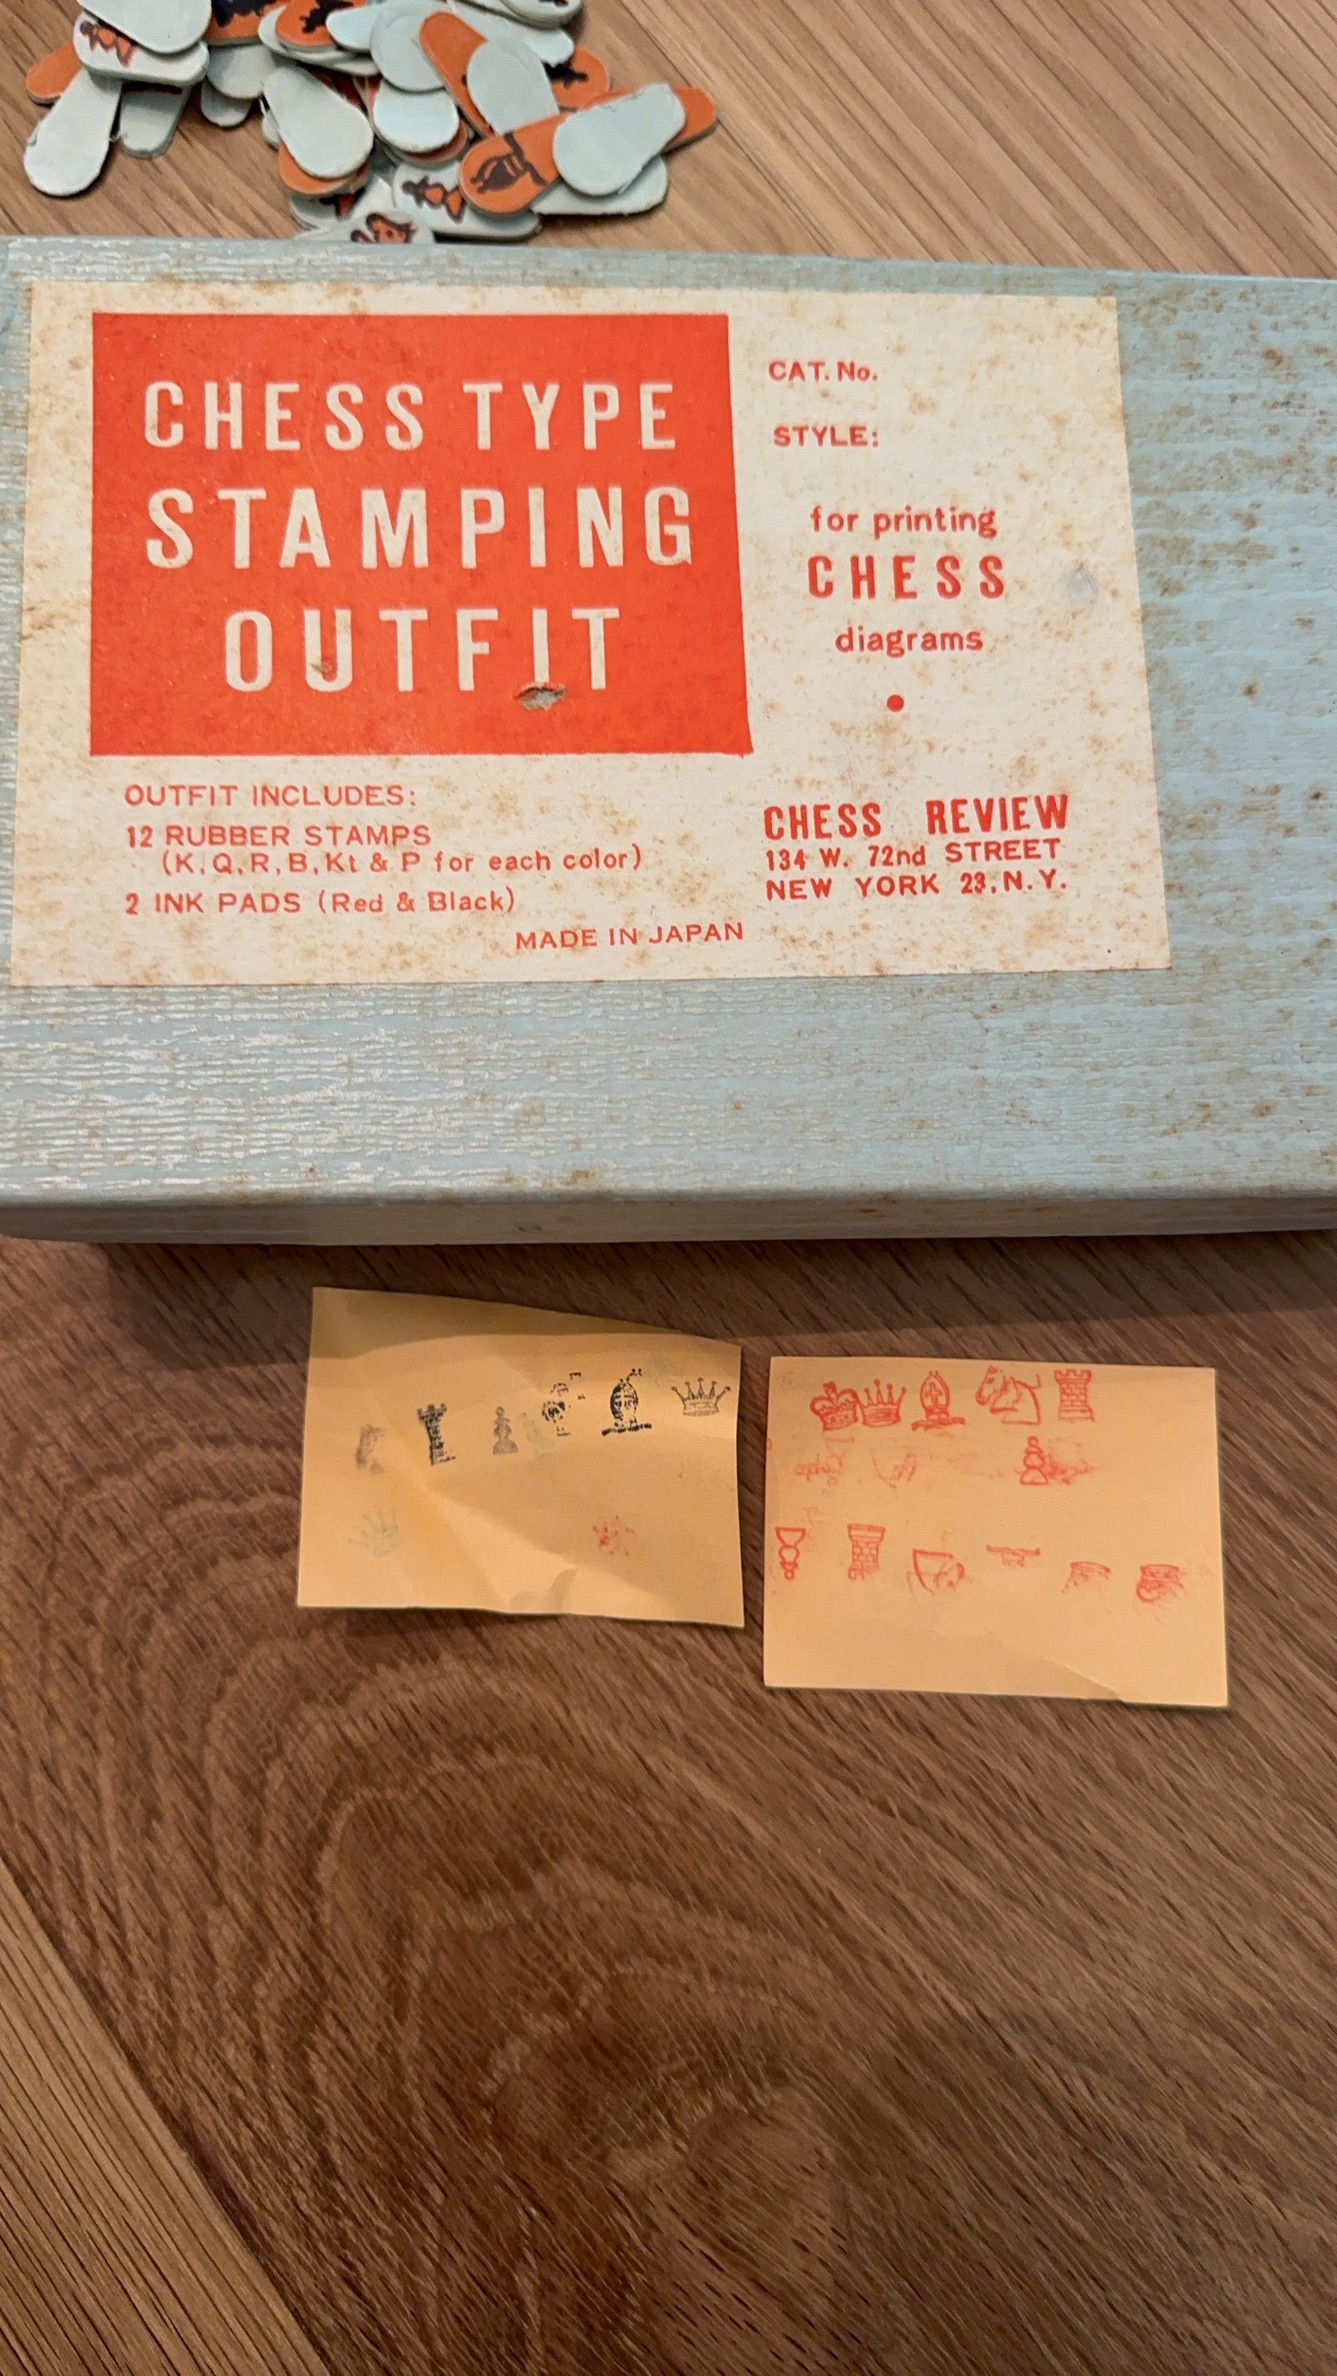 CHESS TYPE
STAMPING
OUTFIT
CAT. No.
STYLE:
for printing
CHESS
diagrams
OUTFIT INCLUDES:
12 RUBBER STAMPS
(K,Q,R,B,Kt & P for each color)
2 INK PADS (Red & Black)
CHESS REVIEW
134 W. 72nd STREET
NEW YORK 23,N.Y.
MADE IN JAPAN